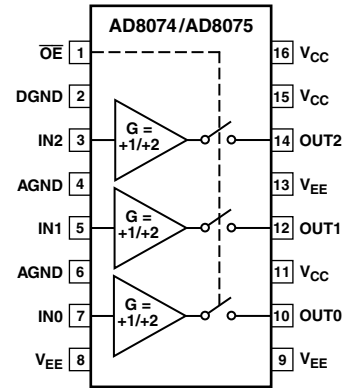 AD8074/AD8075
OE 1 16 VCC
DGND 2 15 VCC
G =
+1/+2
IN2 3 14 OUT2
AGND 4 13 VEE
G =
+1/+2
IN1 5 12 OUT1
AGND 6 11 VCC
G =
+1/+2
IN0 7 10 OUT0
VEE 8 9 VEE